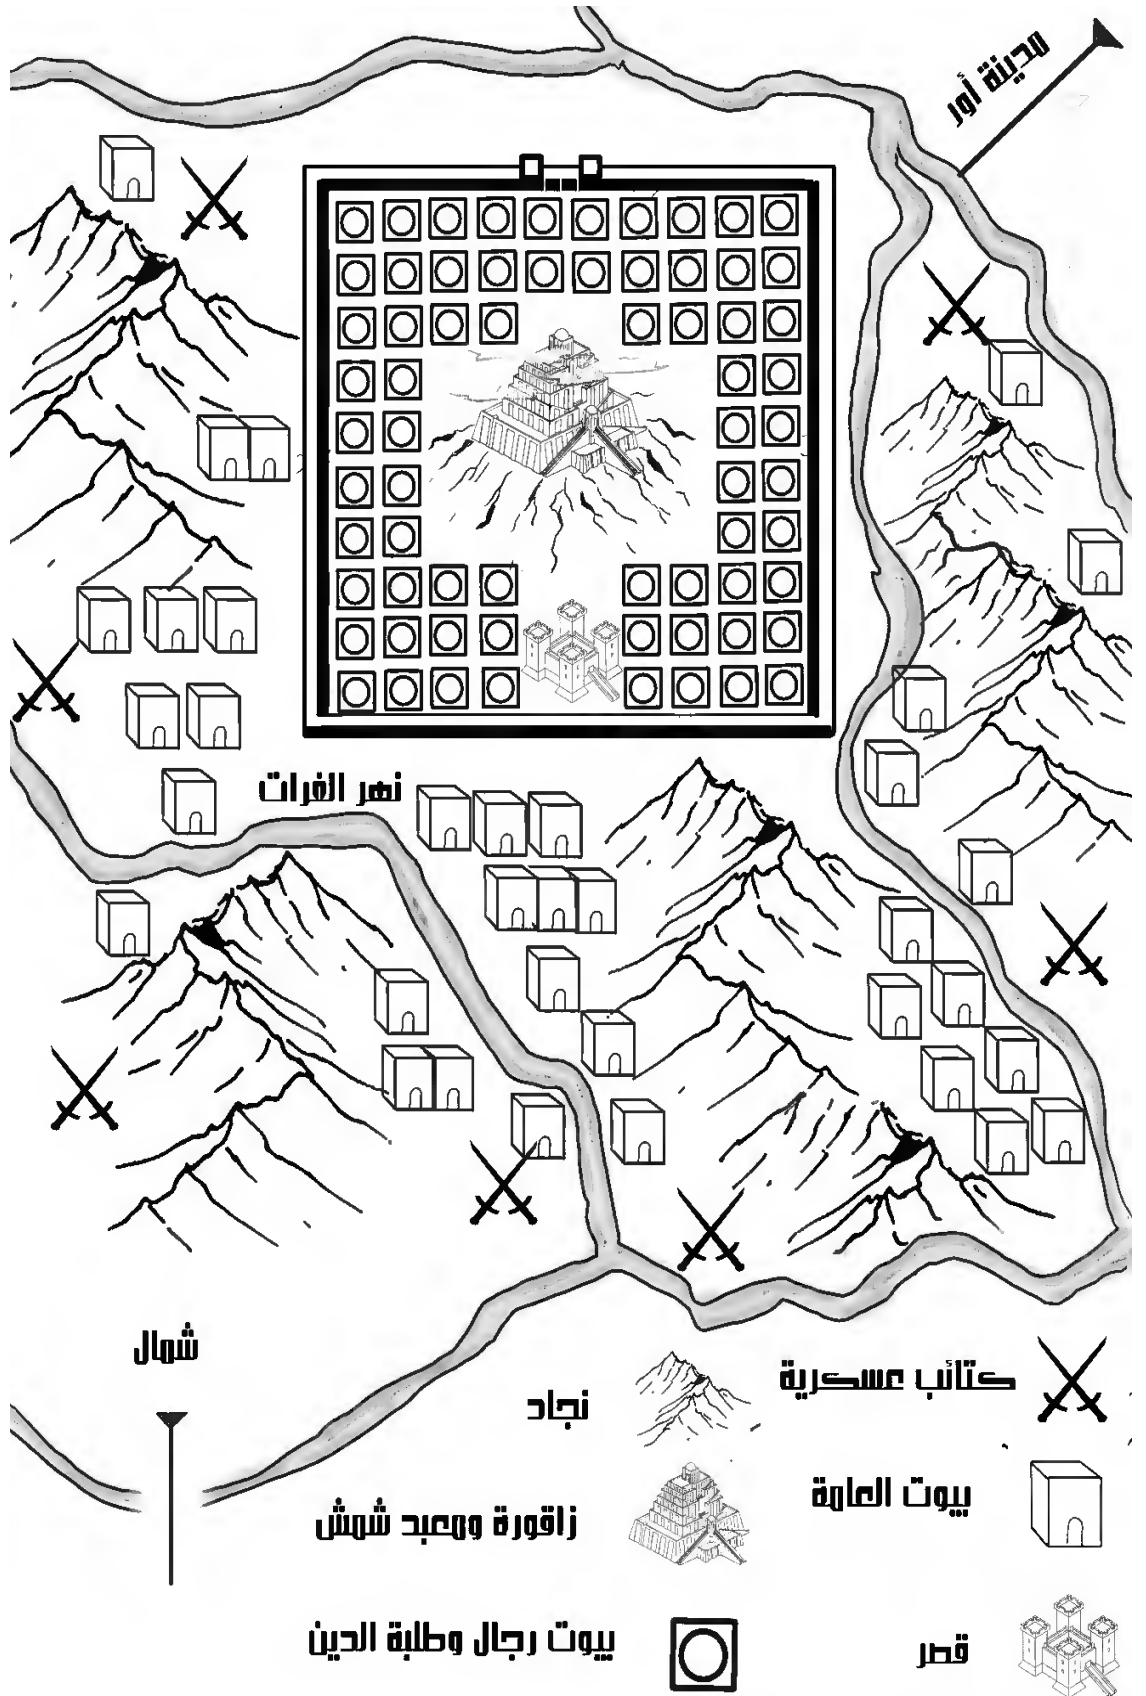 مدينة أور
نهر الفرات
شمال
كتائب عسكرية
نجاد
بيوت العامة
زاقورة ومعبد شمش
بيوت رجال وطلبة الدين
قصر